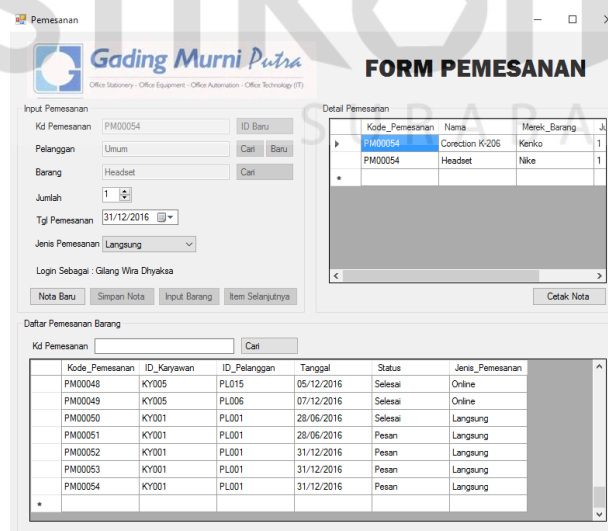 Pemesanan
Gading Murni Putra
Office Stationery - Office Equipment - Office Automation - Office Technology (IT)
FORM PEMESANAN
SURABAYA
Input Pemesanan
Kd Pemesanan PM00054 ID Baru
Pelanggan Umum Cari Baru
Barang Headset Cari
Jumlah 1
Tgl Pemesanan 31/12/2016
Jenis Pemesanan Langsung
Login Sebagai : Gilang Wira Dhyaksa
Nota Baru Simpan Nota Input Barang Item Selanjutnya
Detail Pemesanan
Kode_Pemesanan Nama Merek_Barang
PM00054 Corection K-206 Kenko 1
PM00054 Headset Nike 1
Cetak Nota
Daftar Pemesanan Barang
Kd Pemesanan Cari
Kode_Pemesanan ID_Karyawan ID_Pelanggan Tanggal Status Jenis_Pemesanan
PM00048 KY005 PL015 05/12/2016 Selesai Online
PM00049 KY005 PL006 07/12/2016 Selesai Online
PM00050 KY001 PL001 28/06/2016 Selesai Langsung
PM00051 KY001 PL001 28/06/2016 Pesan Langsung
PM00052 KY001 PL001 31/12/2016 Pesan Langsung
PM00053 KY001 PL001 31/12/2016 Pesan Langsung
PM00054 KY001 PL001 31/12/2016 Pesan Langsung